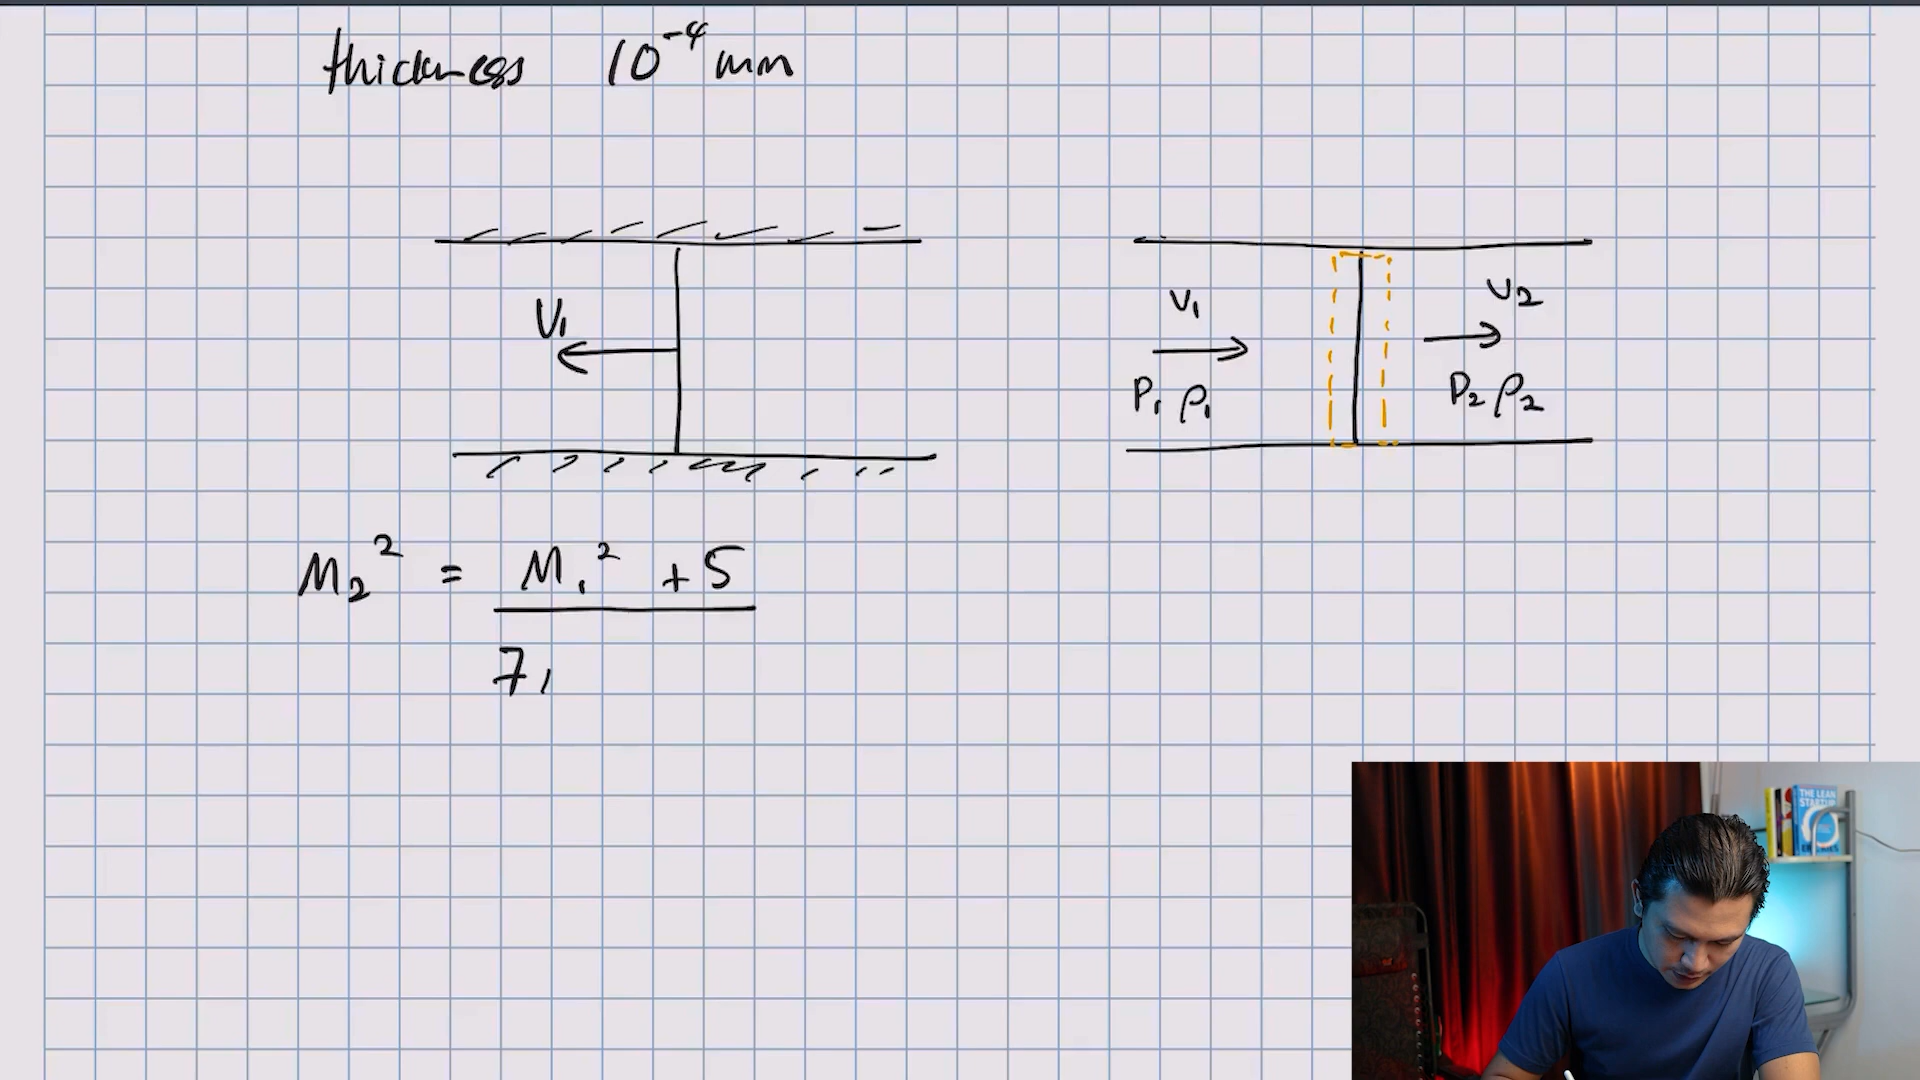 thickness 10⁻⁴ mm
V₁
V₁
V₂
P₁ ρ₁
P₂ ρ₂
M₂² = M₁² + 5
7
THE LEAN
STARTUP